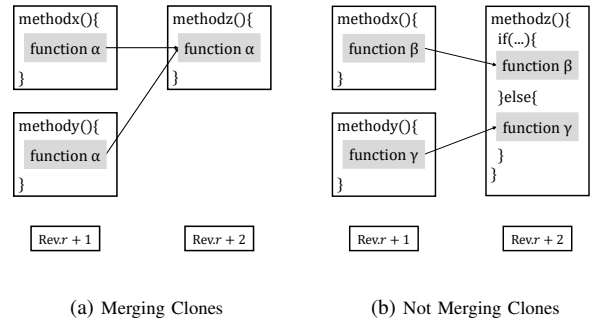 methodx(){
function α
}
methody(){
function α
}
methodz(){
function α
}
Rev.r + 1
Rev.r + 2
(a) Merging Clones
methodx(){
function β
}
methody(){
function γ
}
methodz(){
if(...){
function β
}else{
function γ
}
}
Rev.r + 1
Rev.r + 2
(b) Not Merging Clones